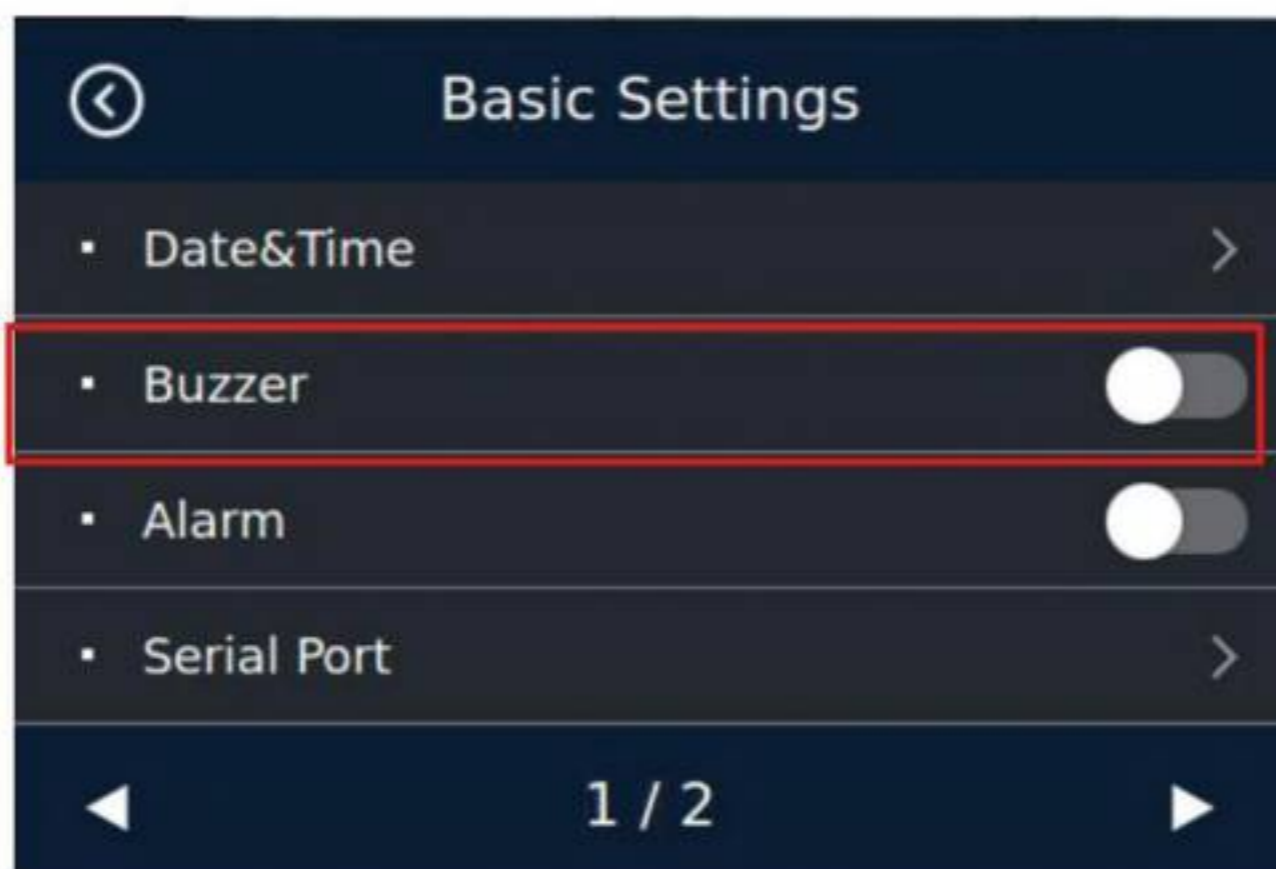 Basic Settings
Date&Time
Buzzer
Alarm
Serial Port
1 / 2